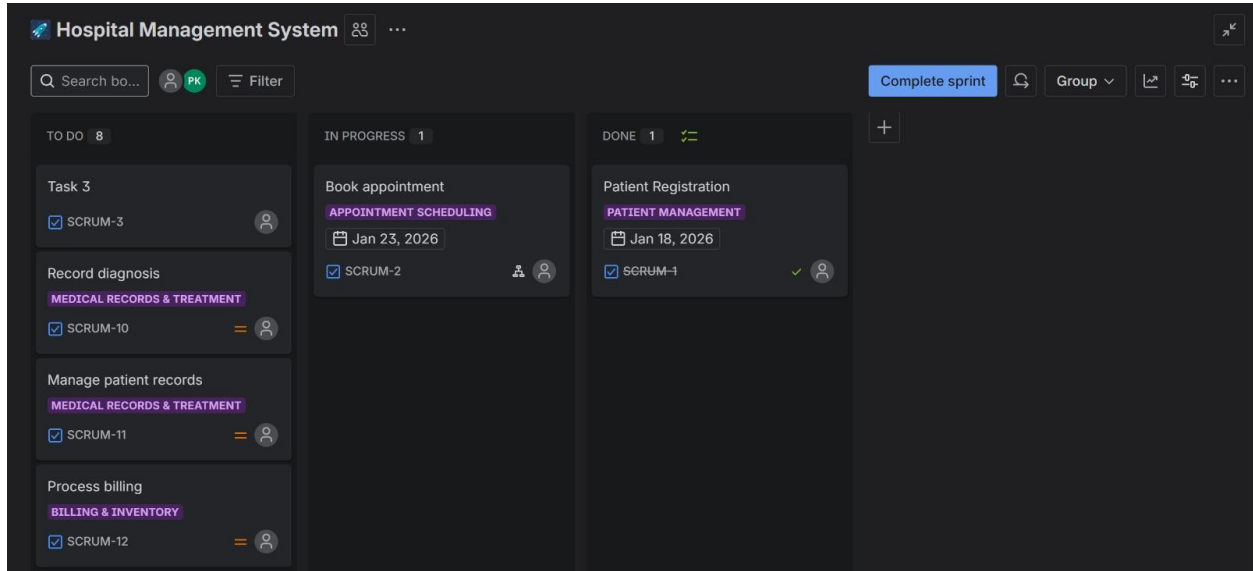 Hospital Management System
Search bo...
PK
Filter
Complete sprint
Group
TO DO 8
Task 3
SCRUM-3
Record diagnosis
MEDICAL RECORDS & TREATMENT
SCRUM-10
Manage patient records
MEDICAL RECORDS & TREATMENT
SCRUM-11
Process billing
BILLING & INVENTORY
SCRUM-12
IN PROGRESS 1
Book appointment
APPOINTMENT SCHEDULING
Jan 23, 2026
SCRUM-2
DONE 1
Patient Registration
PATIENT MANAGEMENT
Jan 18, 2026
SCRUM-1